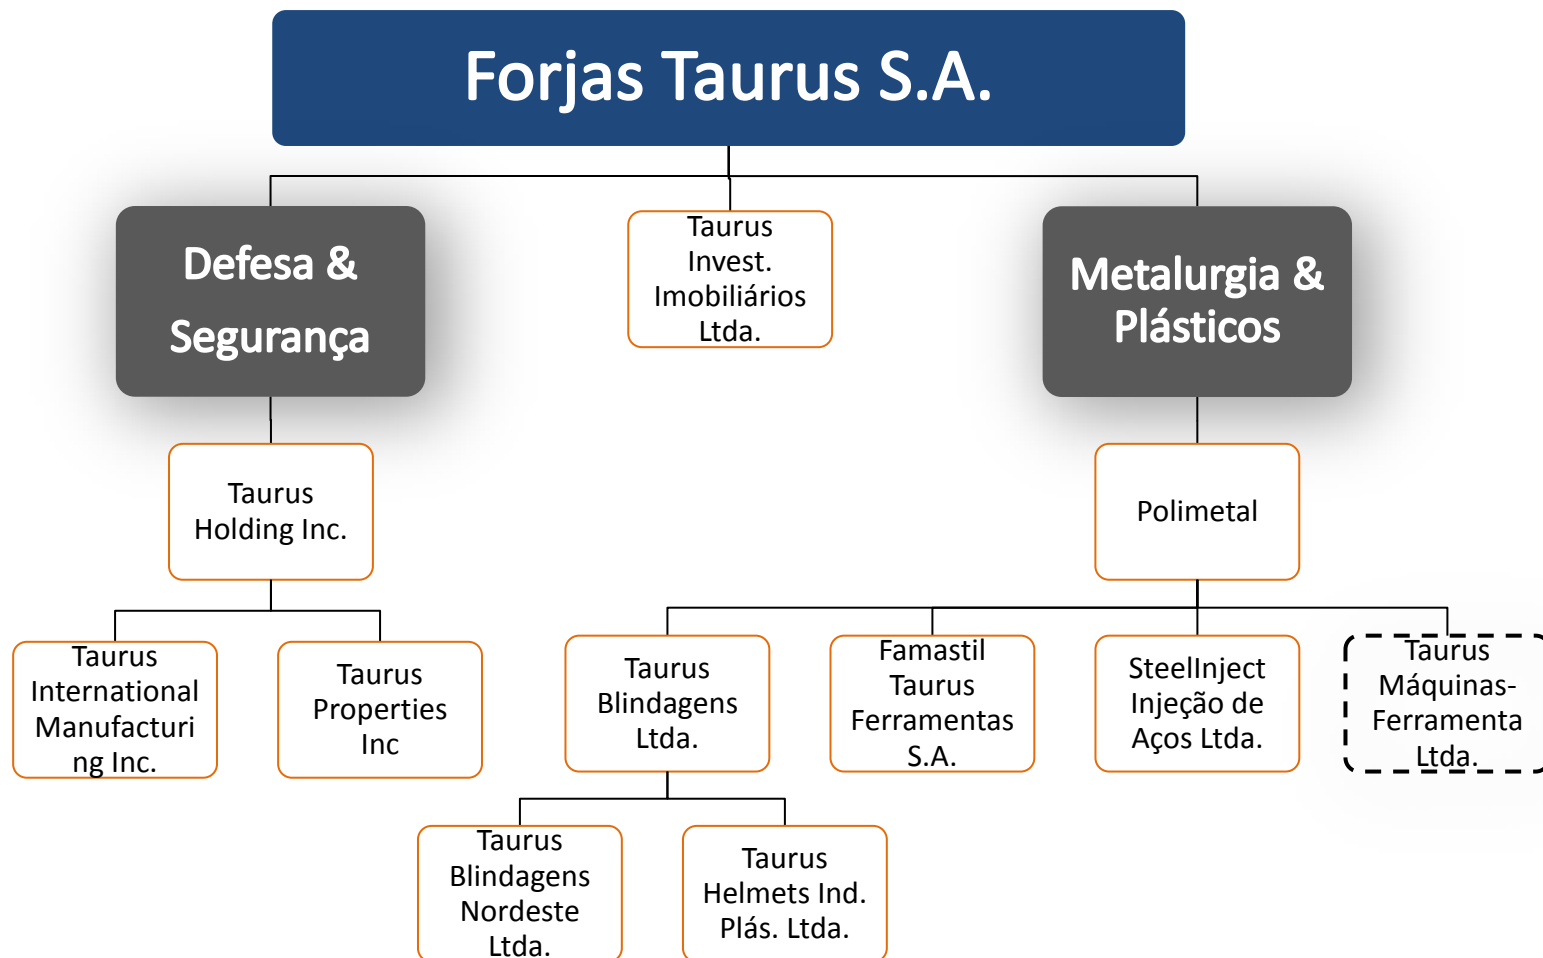 Forjas Taurus S.A.
Defesa &
Segurança
Taurus
Invest.
Imobiliários
Ltda.
Metalurgia &
Plásticos
Taurus
Holding Inc.
Polimetal
Taurus
International
Manufacturi
ng Inc.
Taurus
Properties
Inc
Taurus
Blindagens
Ltda.
Famastil
Taurus
Ferramentas
S.A.
SteelInject
Injeção de
Aços Ltda.
Taurus
Máquinas-
Ferramenta
Ltda.
Taurus
Blindagens
Nordeste
Ltda.
Taurus
Helmets Ind.
Plás. Ltda.